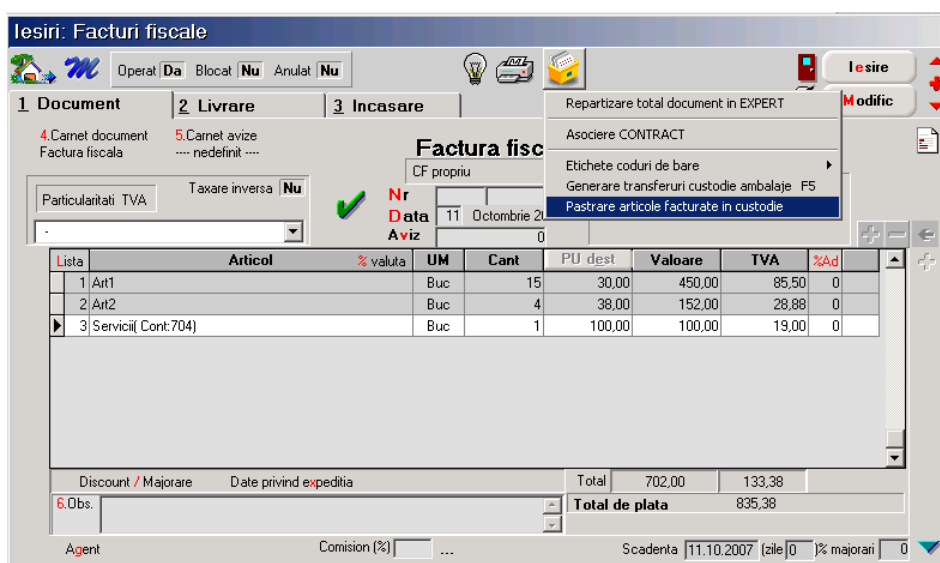 Iesiri: Facturi fiscale
Operat Da Blocat Nu Anulat Nu
Iesire
Modific
1 Document 2 Livrare 3 Incasare
Repartizare total document in EXPERT
Asociere CONTRACT
Etichete coduri de bare
Generare transferuri custodie ambalaje F5
Pastrare articole facturate in custodie
4.Carnet document 5.Carnet avize
Factura fiscala ---- nedefinit ----
Factura fisc
CF propriu
Particularitati TVA Taxare inversa Nu
-
Nr
Data 11 Octombrie 2
Aviz 0
Lista Articol % valuta UM Cant PU dest Valoare TVA %Ad
1 Art1 Buc 15 30,00 450,00 85,50 0
2 Art2 Buc 4 38,00 152,00 28,88 0
3 Servicii( Cont:704) Buc 1 100,00 100,00 19,00 0
Discount / Majorare Date privind expeditia Total 702,00 133,38
6.Obs. Total de plata 835,38
Agent Comision (%) ... Scadenta 11.10.2007 (zile 0 )% majorari 0